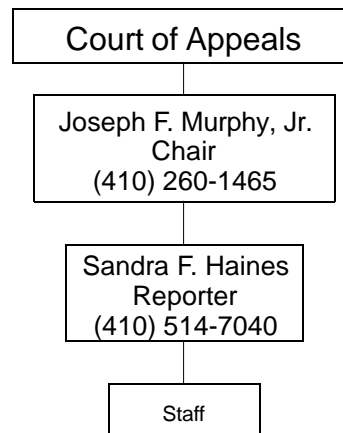 Court of Appeals
Joseph F. Murphy, Jr.
Chair
(410) 260-1465
Sandra F. Haines
Reporter
(410) 514-7040
Staff